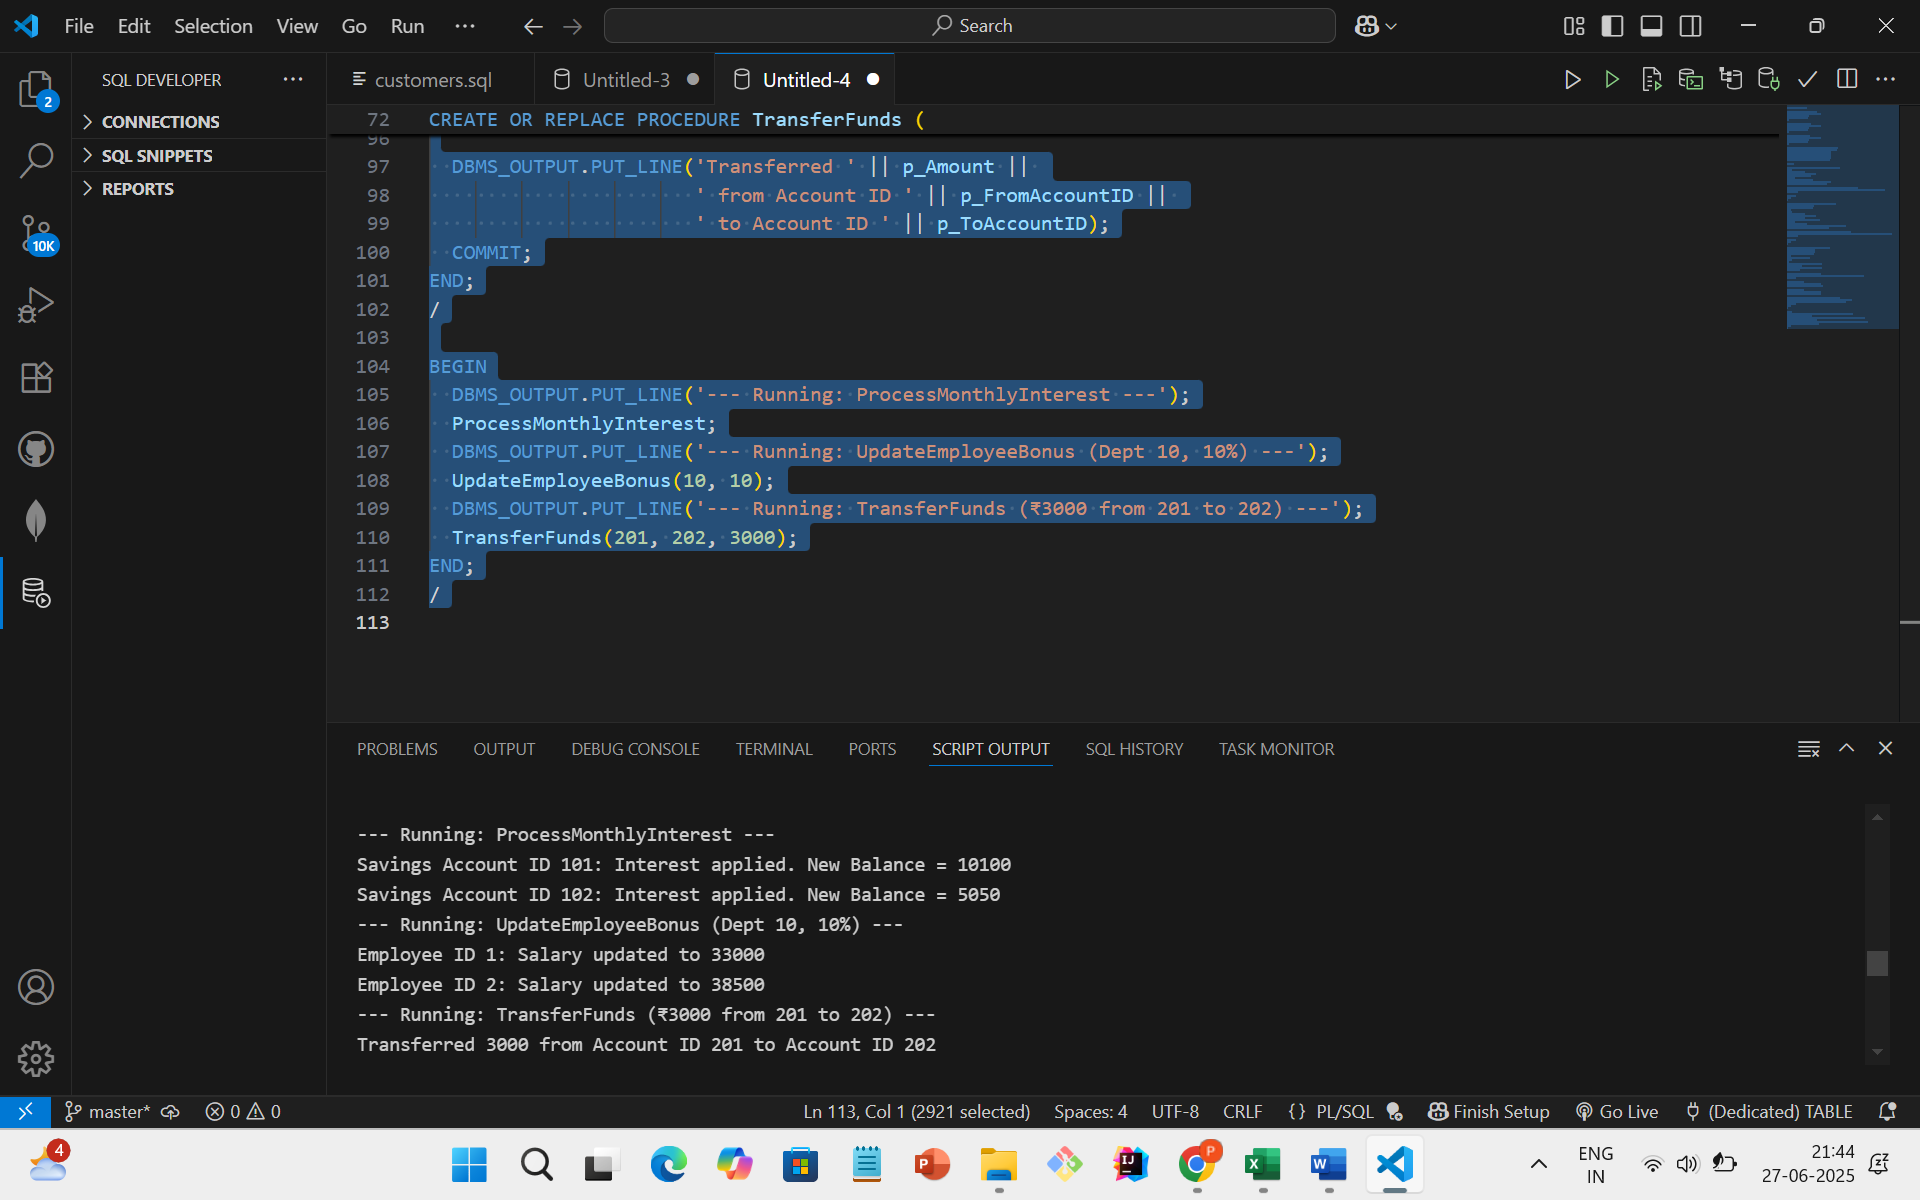 File Edit Selection View Go Run ··· Search
SQL DEVELOPER ···
CONNECTIONS
SQL SNIPPETS
REPORTS
2
10K
customers.sql Untitled-3 Untitled-4
72 CREATE OR REPLACE PROCEDURE TransferFunds (
96
97 DBMS_OUTPUT.PUT_LINE('Transferred ' || p_Amount ||
98 ' from Account ID ' || p_FromAccountID ||
99 ' to Account ID ' || p_ToAccountID);
100 COMMIT;
101 END;
102 /
103
104 BEGIN
105 DBMS_OUTPUT.PUT_LINE('--- Running: ProcessMonthlyInterest ---');
106 ProcessMonthlyInterest;
107 DBMS_OUTPUT.PUT_LINE('--- Running: UpdateEmployeeBonus (Dept 10, 10%) ---');
108 UpdateEmployeeBonus(10, 10);
109 DBMS_OUTPUT.PUT_LINE('--- Running: TransferFunds (₹3000 from 201 to 202) ---');
110 TransferFunds(201, 202, 3000);
111 END;
112 /
113
PROBLEMS OUTPUT DEBUG CONSOLE TERMINAL PORTS SCRIPT OUTPUT SQL HISTORY TASK MONITOR
--- Running: ProcessMonthlyInterest ---
Savings Account ID 101: Interest applied. New Balance = 10100
Savings Account ID 102: Interest applied. New Balance = 5050
--- Running: UpdateEmployeeBonus (Dept 10, 10%) ---
Employee ID 1: Salary updated to 33000
Employee ID 2: Salary updated to 38500
--- Running: TransferFunds (₹3000 from 201 to 202) ---
Transferred 3000 from Account ID 201 to Account ID 202
master* 0 0 Ln 113, Col 1 (2921 selected) Spaces: 4 UTF-8 CRLF {} PL/SQL Finish Setup Go Live (Dedicated) TABLE
4 P IJ P X W ENG 21:44
IN 27-06-2025